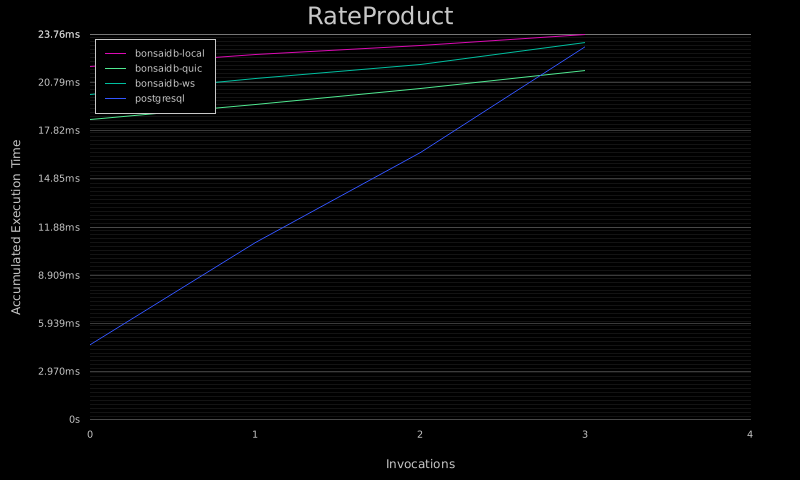 RateProduct
23.76ms
20.79ms
17.82ms
14.85ms
11.88ms
8.909ms
5.939ms
2.970ms
0s
Accumulated Execution Time
bonsaidb-local
bonsaidb-quic
bonsaidb-ws
postgresql
0 1 2 3 4
Invocations